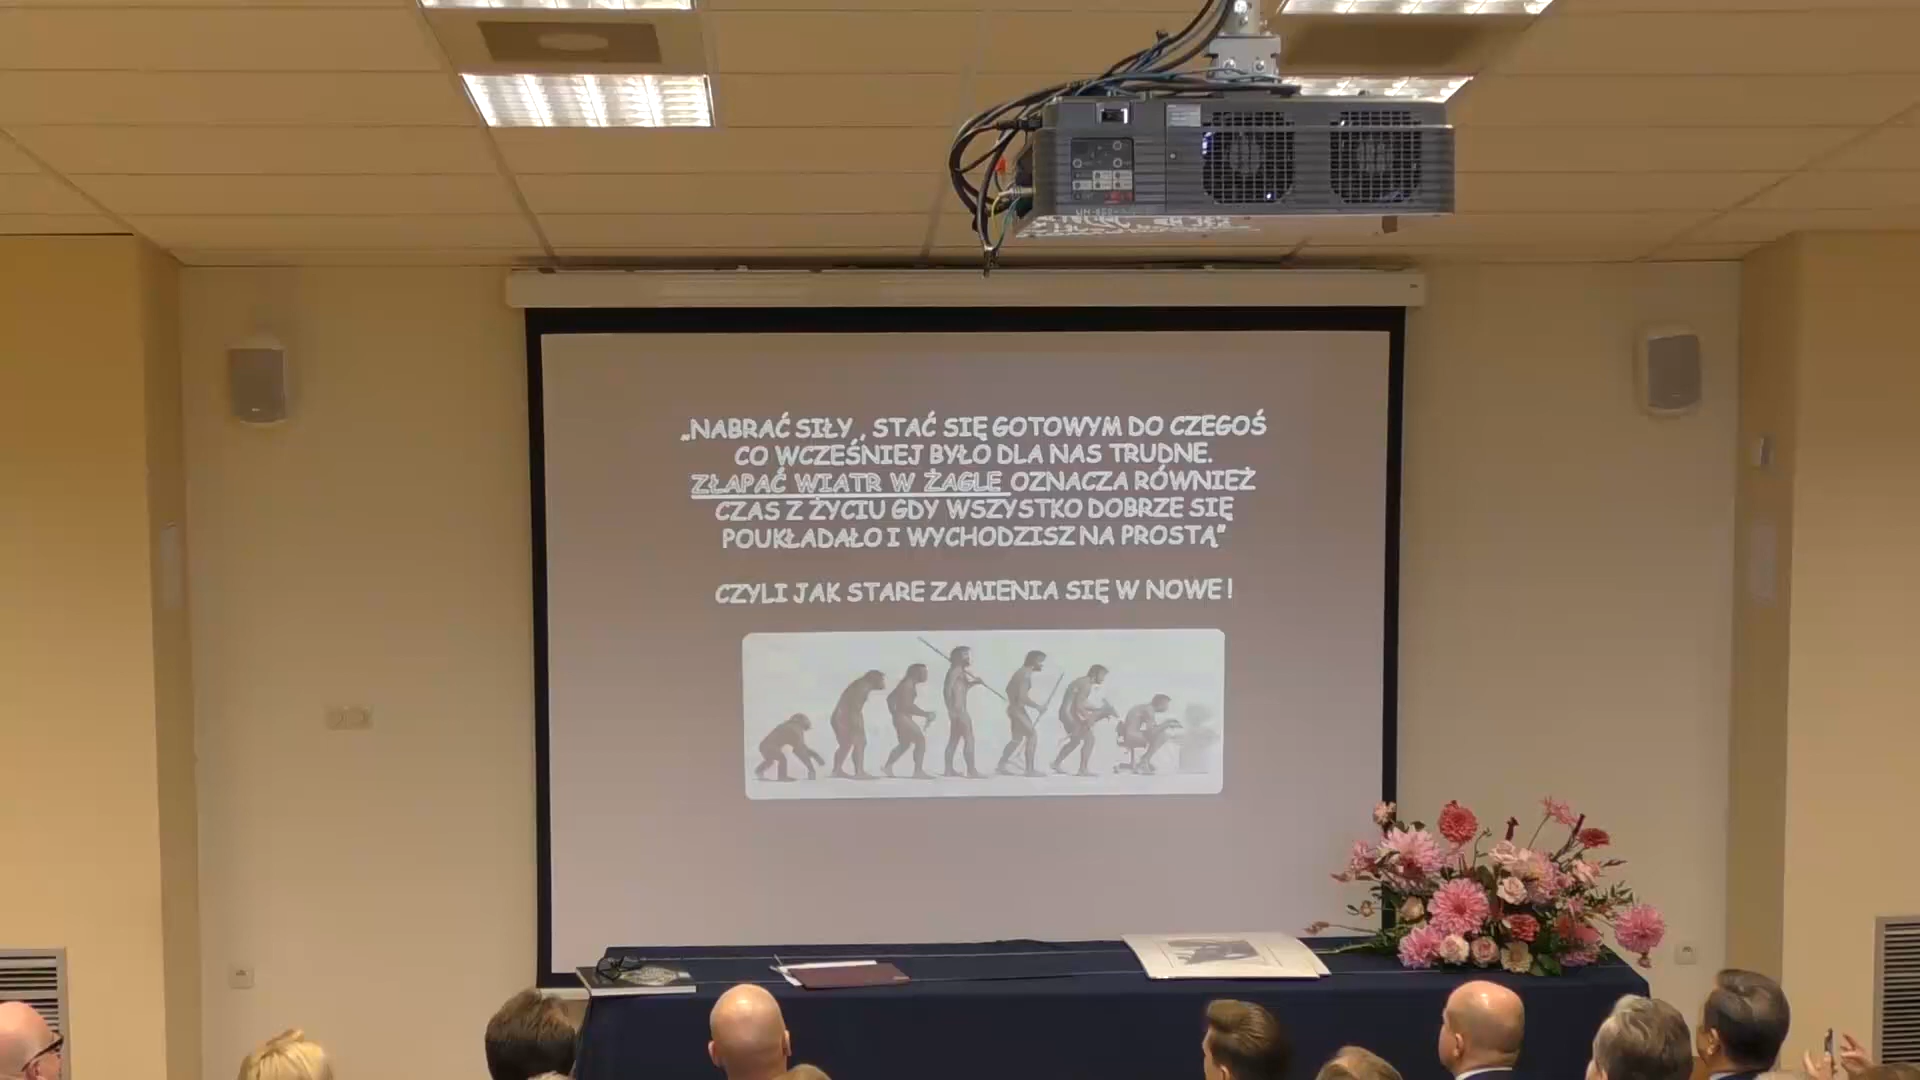 „NABRAĆ SIŁY , STAĆ SIĘ GOTOWYM DO CZEGOŚ
CO WCZEŚNIEJ BYŁO DLA NAS TRUDNE.
ZŁAPAĆ WIATR W ŻAGLE OZNACZA RÓWNIEŻ
CZAS Z ŻYCIU GDY WSZYSTKO DOBRZE SIĘ
POUKŁADAŁO I WYCHODZISZ NA PROSTĄ"
CZYLI JAK STARE ZAMIENIA SIĘ W NOWE !